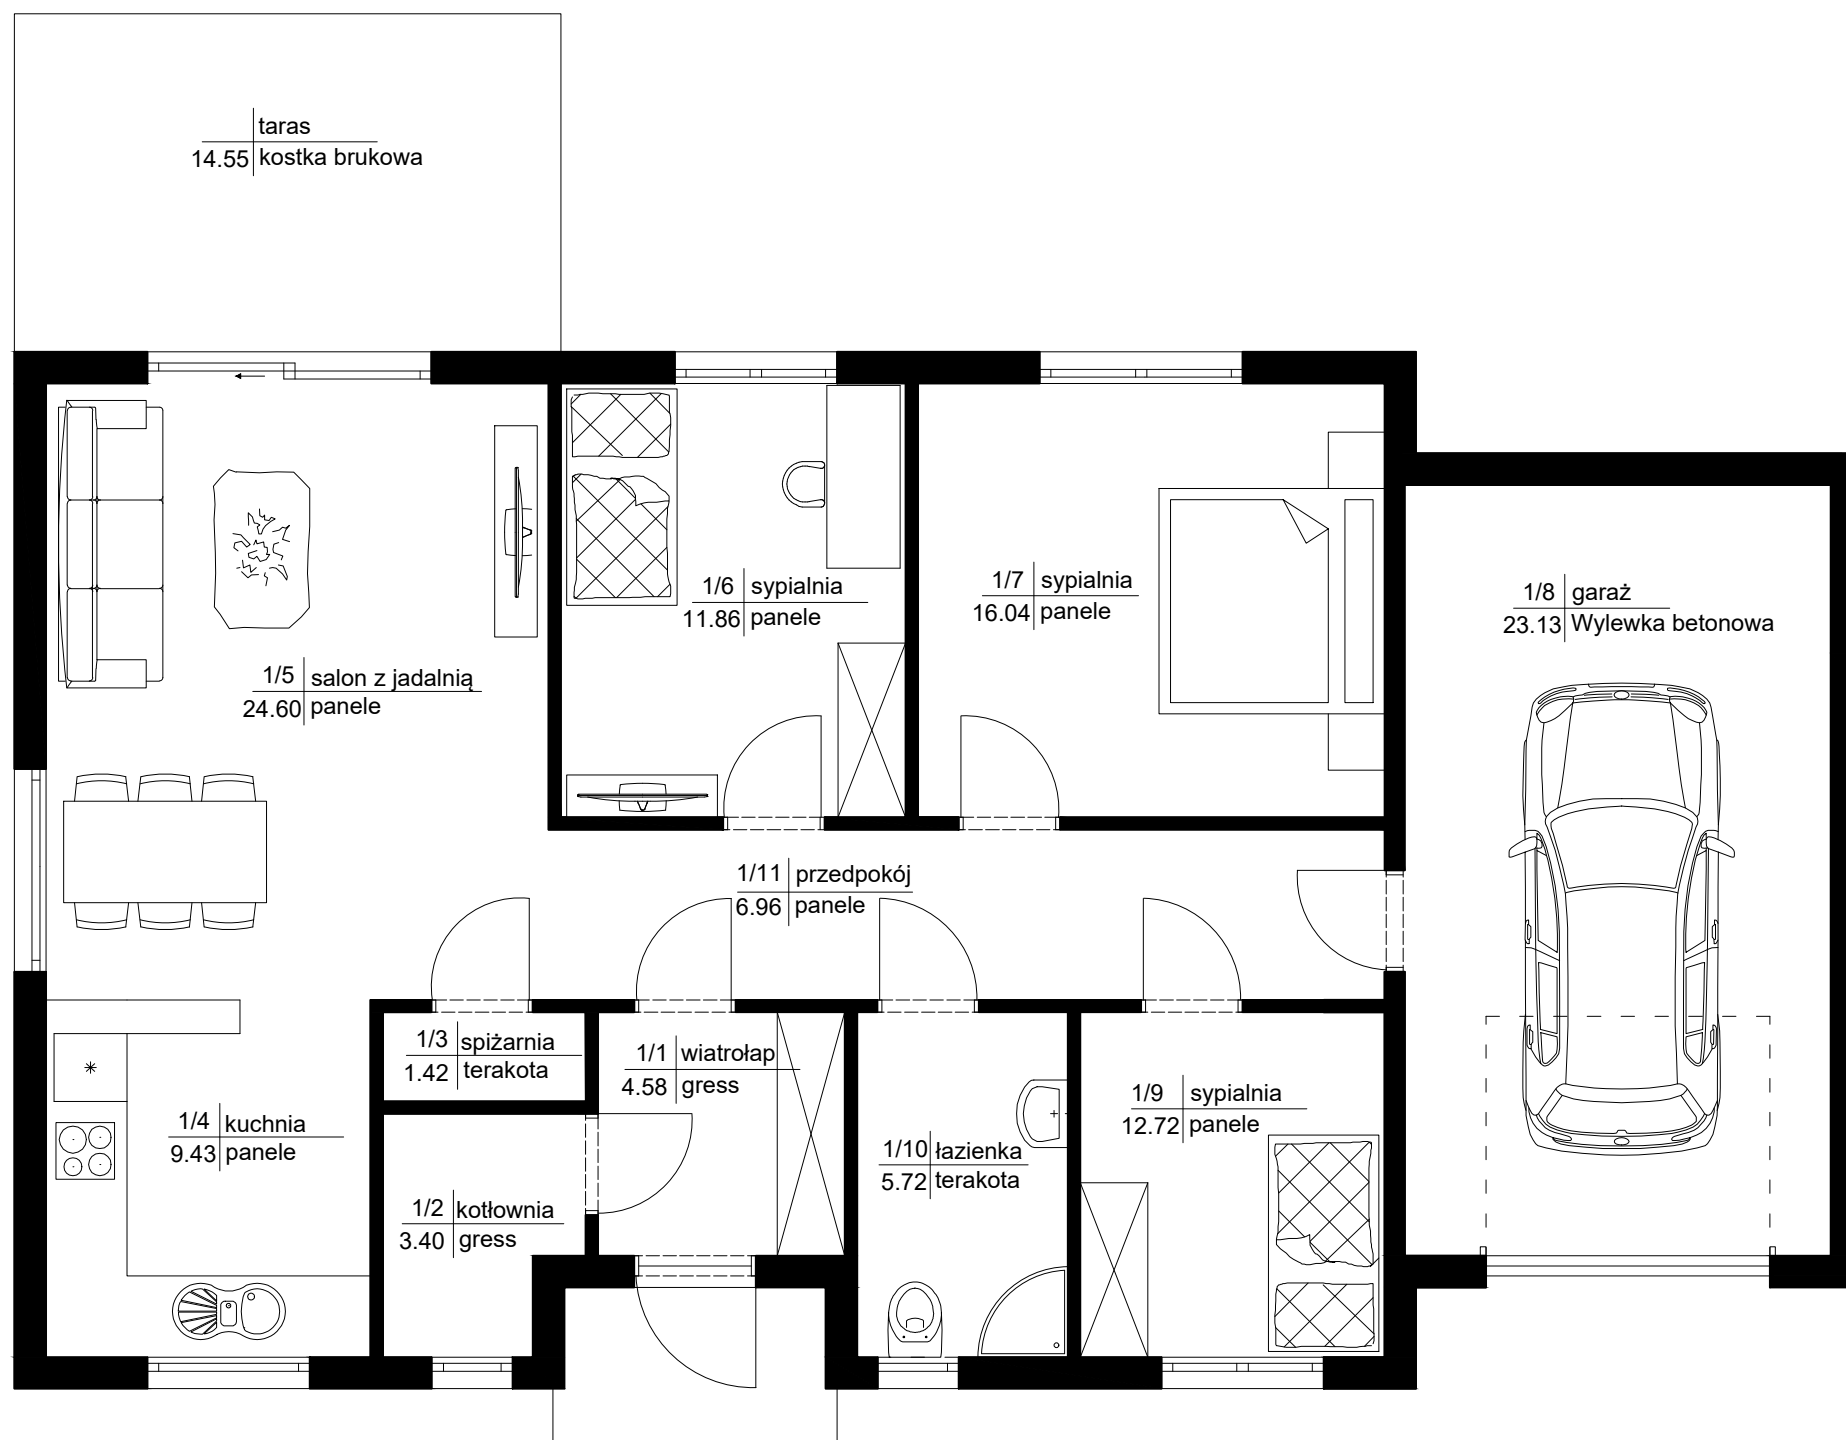 taras
14.55 kostka brukowa
1/6 sypialnia
11.86 panele
1/7 sypialnia
16.04 panele
1/8 garaż
23.13 Wylewka betonowa
1/5 salon z jadalnią
24.60 panele
1/11 przedpokój
6.96 panele
1/3 spiżarnia
1.42 terakota
1/1 wiatrołap
4.58 gress
1/9 sypialnia
12.72 panele
1/4 kuchnia
9.43 panele
1/10 łazienka
5.72 terakota
1/2 kotłownia
3.40 gress